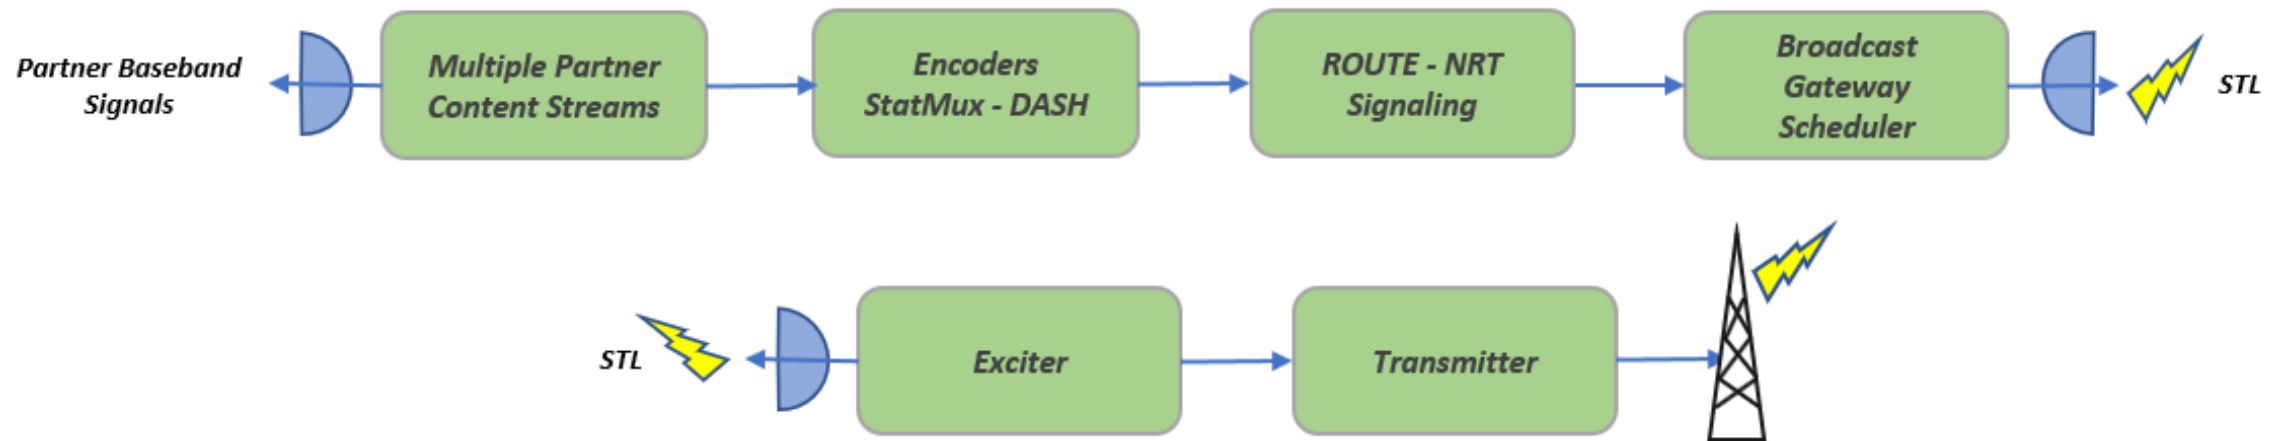 Partner Baseband
Signals
Multiple Partner
Content Streams
Encoders
StatMux - DASH
ROUTE - NRT
Signaling
Broadcast
Gateway
Scheduler
STL
STL
Exciter
Transmitter